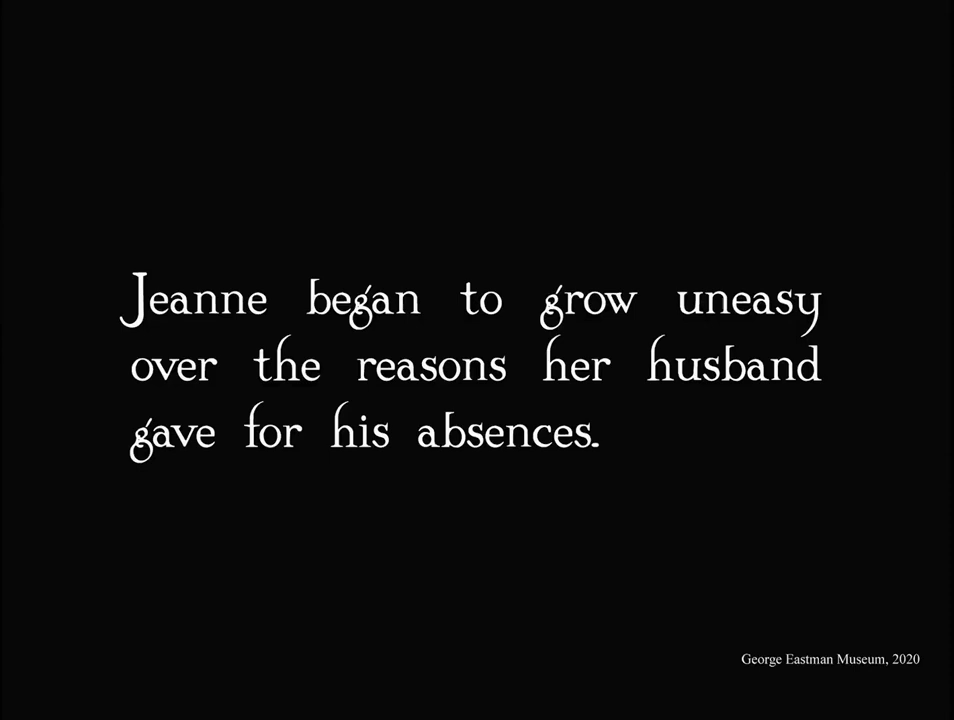 Jeanne began to grow uneasy
over the reasons her husband
gave for his absences.
George Eastman Museum, 2020